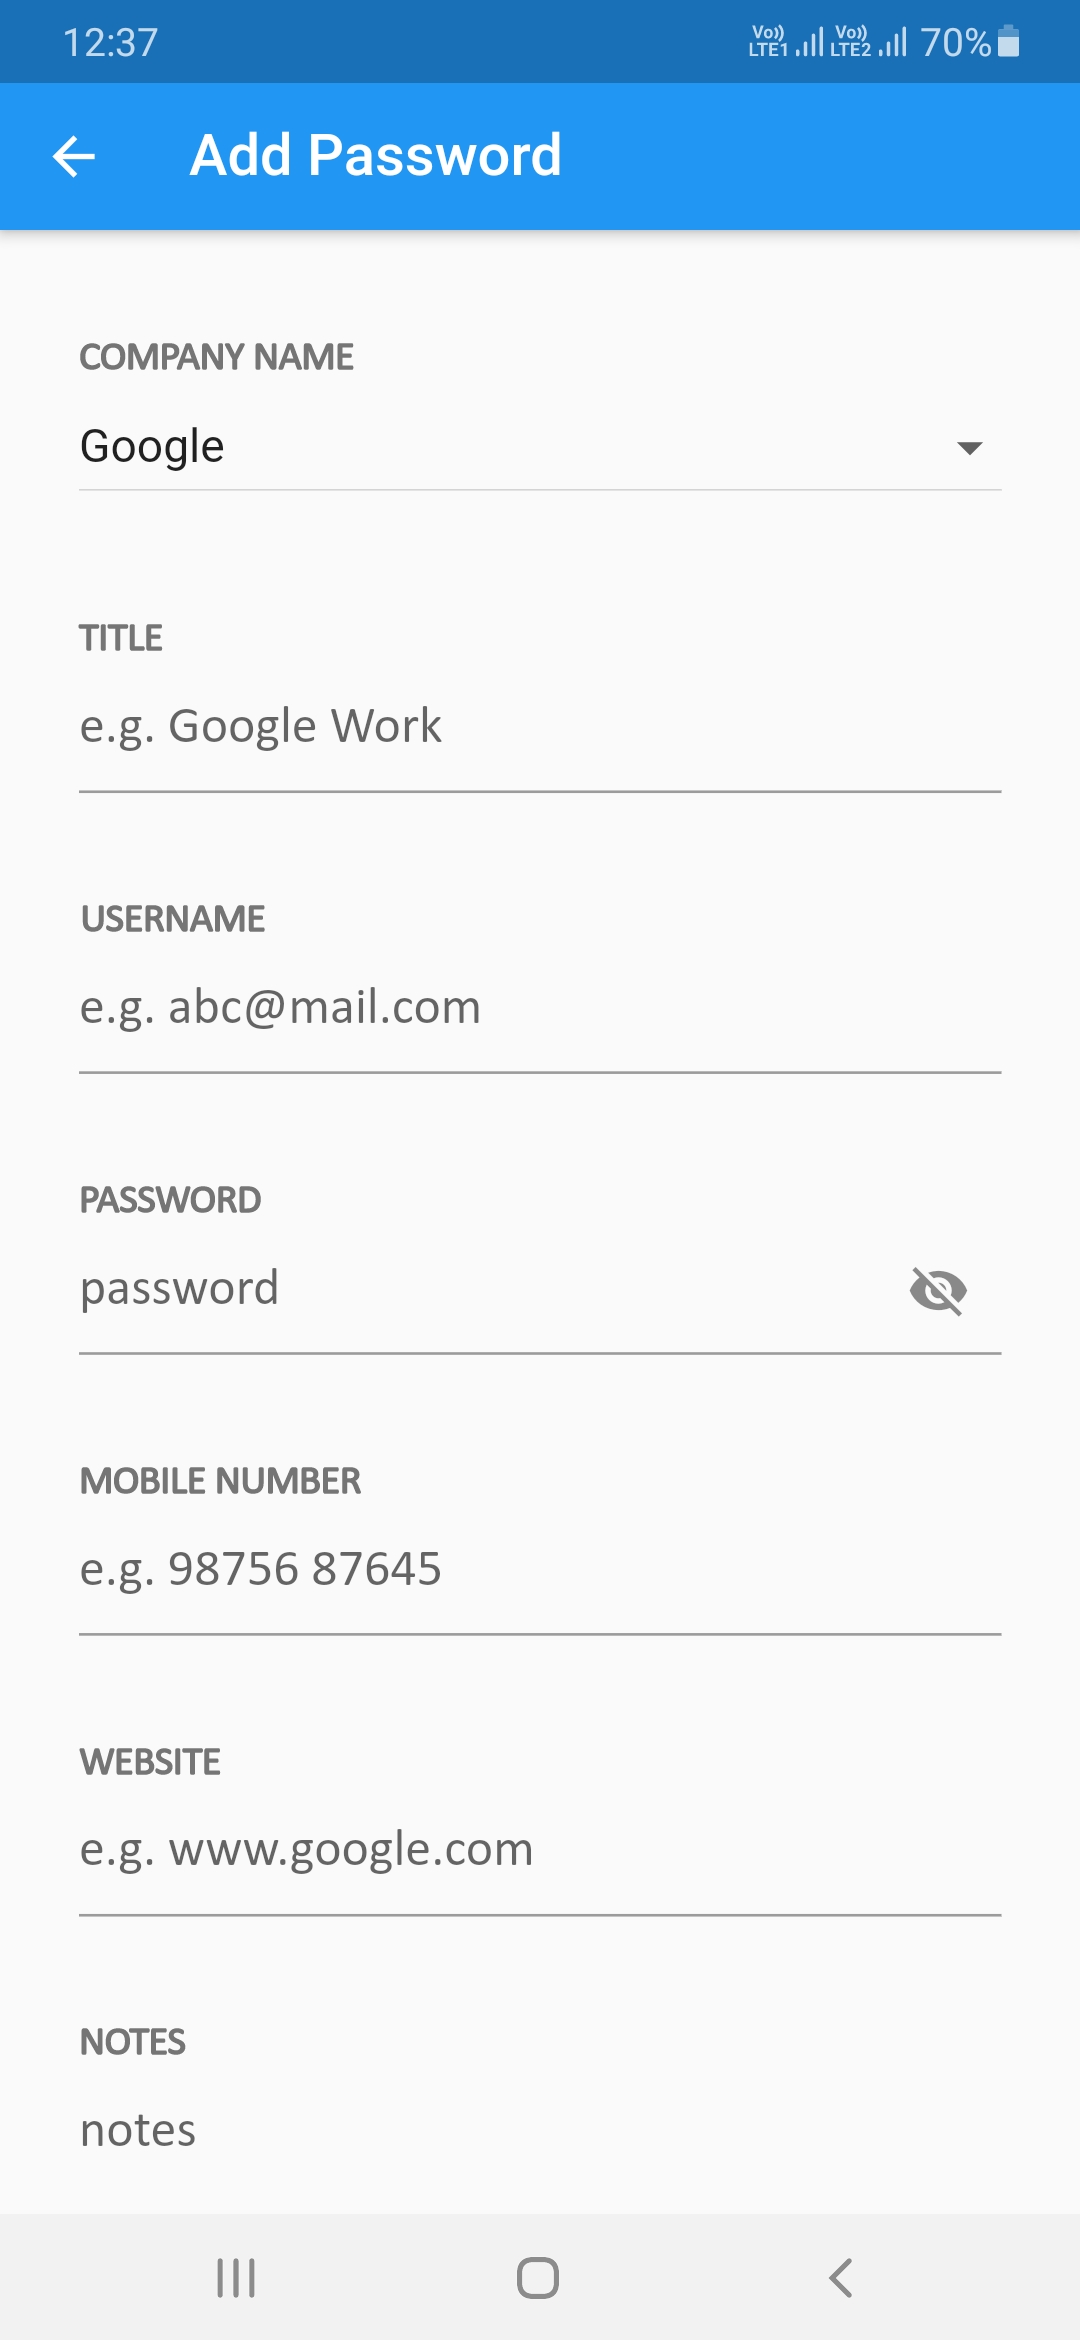 12:37 Vo)) LTE1 Vo)) LTE2 70%
Add Password
COMPANY NAME
Google
TITLE
e.g. Google Work
USERNAME
e.g. abc@mail.com
PASSWORD
password
MOBILE NUMBER
e.g. 98756 87645
WEBSITE
e.g. www.google.com
NOTES
notes